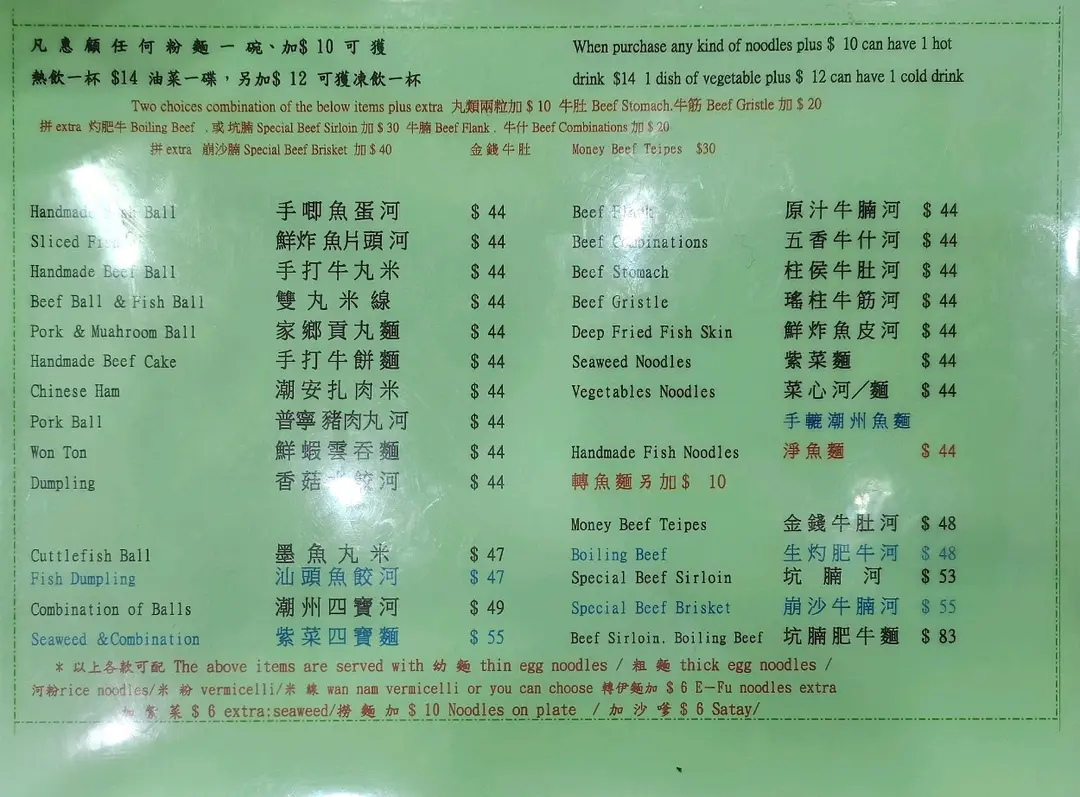 凡惠顧任何粉麵一碗、加$ 10 可獲
熱飲一杯 $14 油菜一碟，另加$ 12 可獲凍飲一杯
When purchase any kind of noodles plus $ 10 can have 1 hot
drink $14 1 dish of vegetable plus $ 12 can have 1 cold drink
Two choices combination of the below items plus extra 丸類兩粒加 $ 10 牛肚 Beef Stomach.牛筋 Beef Gristle 加 $ 20
拼 extra 灼肥牛 Boiling Beef .或 坑腩 Special Beef Sirloin 加 $ 30 牛腩 Beef Flank . 牛什 Beef Combinations 加 $ 20
拼 extra 崩沙腩 Special Beef Brisket 加 $ 40 金錢牛肚 Money Beef Teipes $30
Handmade Fish Ball 手唧魚蛋河 $ 44
Sliced Fish 鮮炸魚片頭河 $ 44
Handmade Beef Ball 手打牛丸米 $ 44
Beef Ball & Fish Ball 雙丸米線 $ 44
Pork & Muahroom Ball 家鄉貢丸麵 $ 44
Handmade Beef Cake 手打牛餅麵 $ 44
Chinese Ham 潮安扎肉米 $ 44
Pork Ball 普寧豬肉丸河 $ 44
Won Ton 鮮蝦雲吞麵 $ 44
Dumpling 香菇水餃河 $ 44
Cuttlefish Ball 墨魚丸米 $ 47
Fish Dumpling 汕頭魚餃河 $ 47
Combination of Balls 潮州四寶河 $ 49
Seaweed &Combination 紫菜四寶麵 $ 55
Beef Flank 原汁牛腩河 $ 44
Beef Combinations 五香牛什河 $ 44
Beef Stomach 柱侯牛肚河 $ 44
Beef Gristle 瑤柱牛筋河 $ 44
Deep Fried Fish Skin 鮮炸魚皮河 $ 44
Seaweed Noodles 紫菜麵 $ 44
Vegetables Noodles 菜心河／麵 $ 44
手轆潮州魚麵
Handmade Fish Noodles 淨魚麵 $ 44
轉魚麵另加$ 10
Money Beef Teipes 金錢牛肚河 $ 48
Boiling Beef 生灼肥牛河 $ 48
Special Beef Sirloin 坑腩河 $ 53
Special Beef Brisket 崩沙牛腩河 $ 55
Beef Sirloin. Boiling Beef 坑腩肥牛麵 $ 83
* 以上各款可配 The above items are served with 幼麵 thin egg noodles / 粗麵 thick egg noodles /
河粉rice noodles/米粉 vermicelli/米線 wan nam vermicelli or you can choose 轉伊麵加 $ 6 E－Fu noodles extra
加紫菜 $ 6 extra:seaweed/撈麵加 $ 10 Noodles on plate / 加沙嗲 $ 6 Satay/